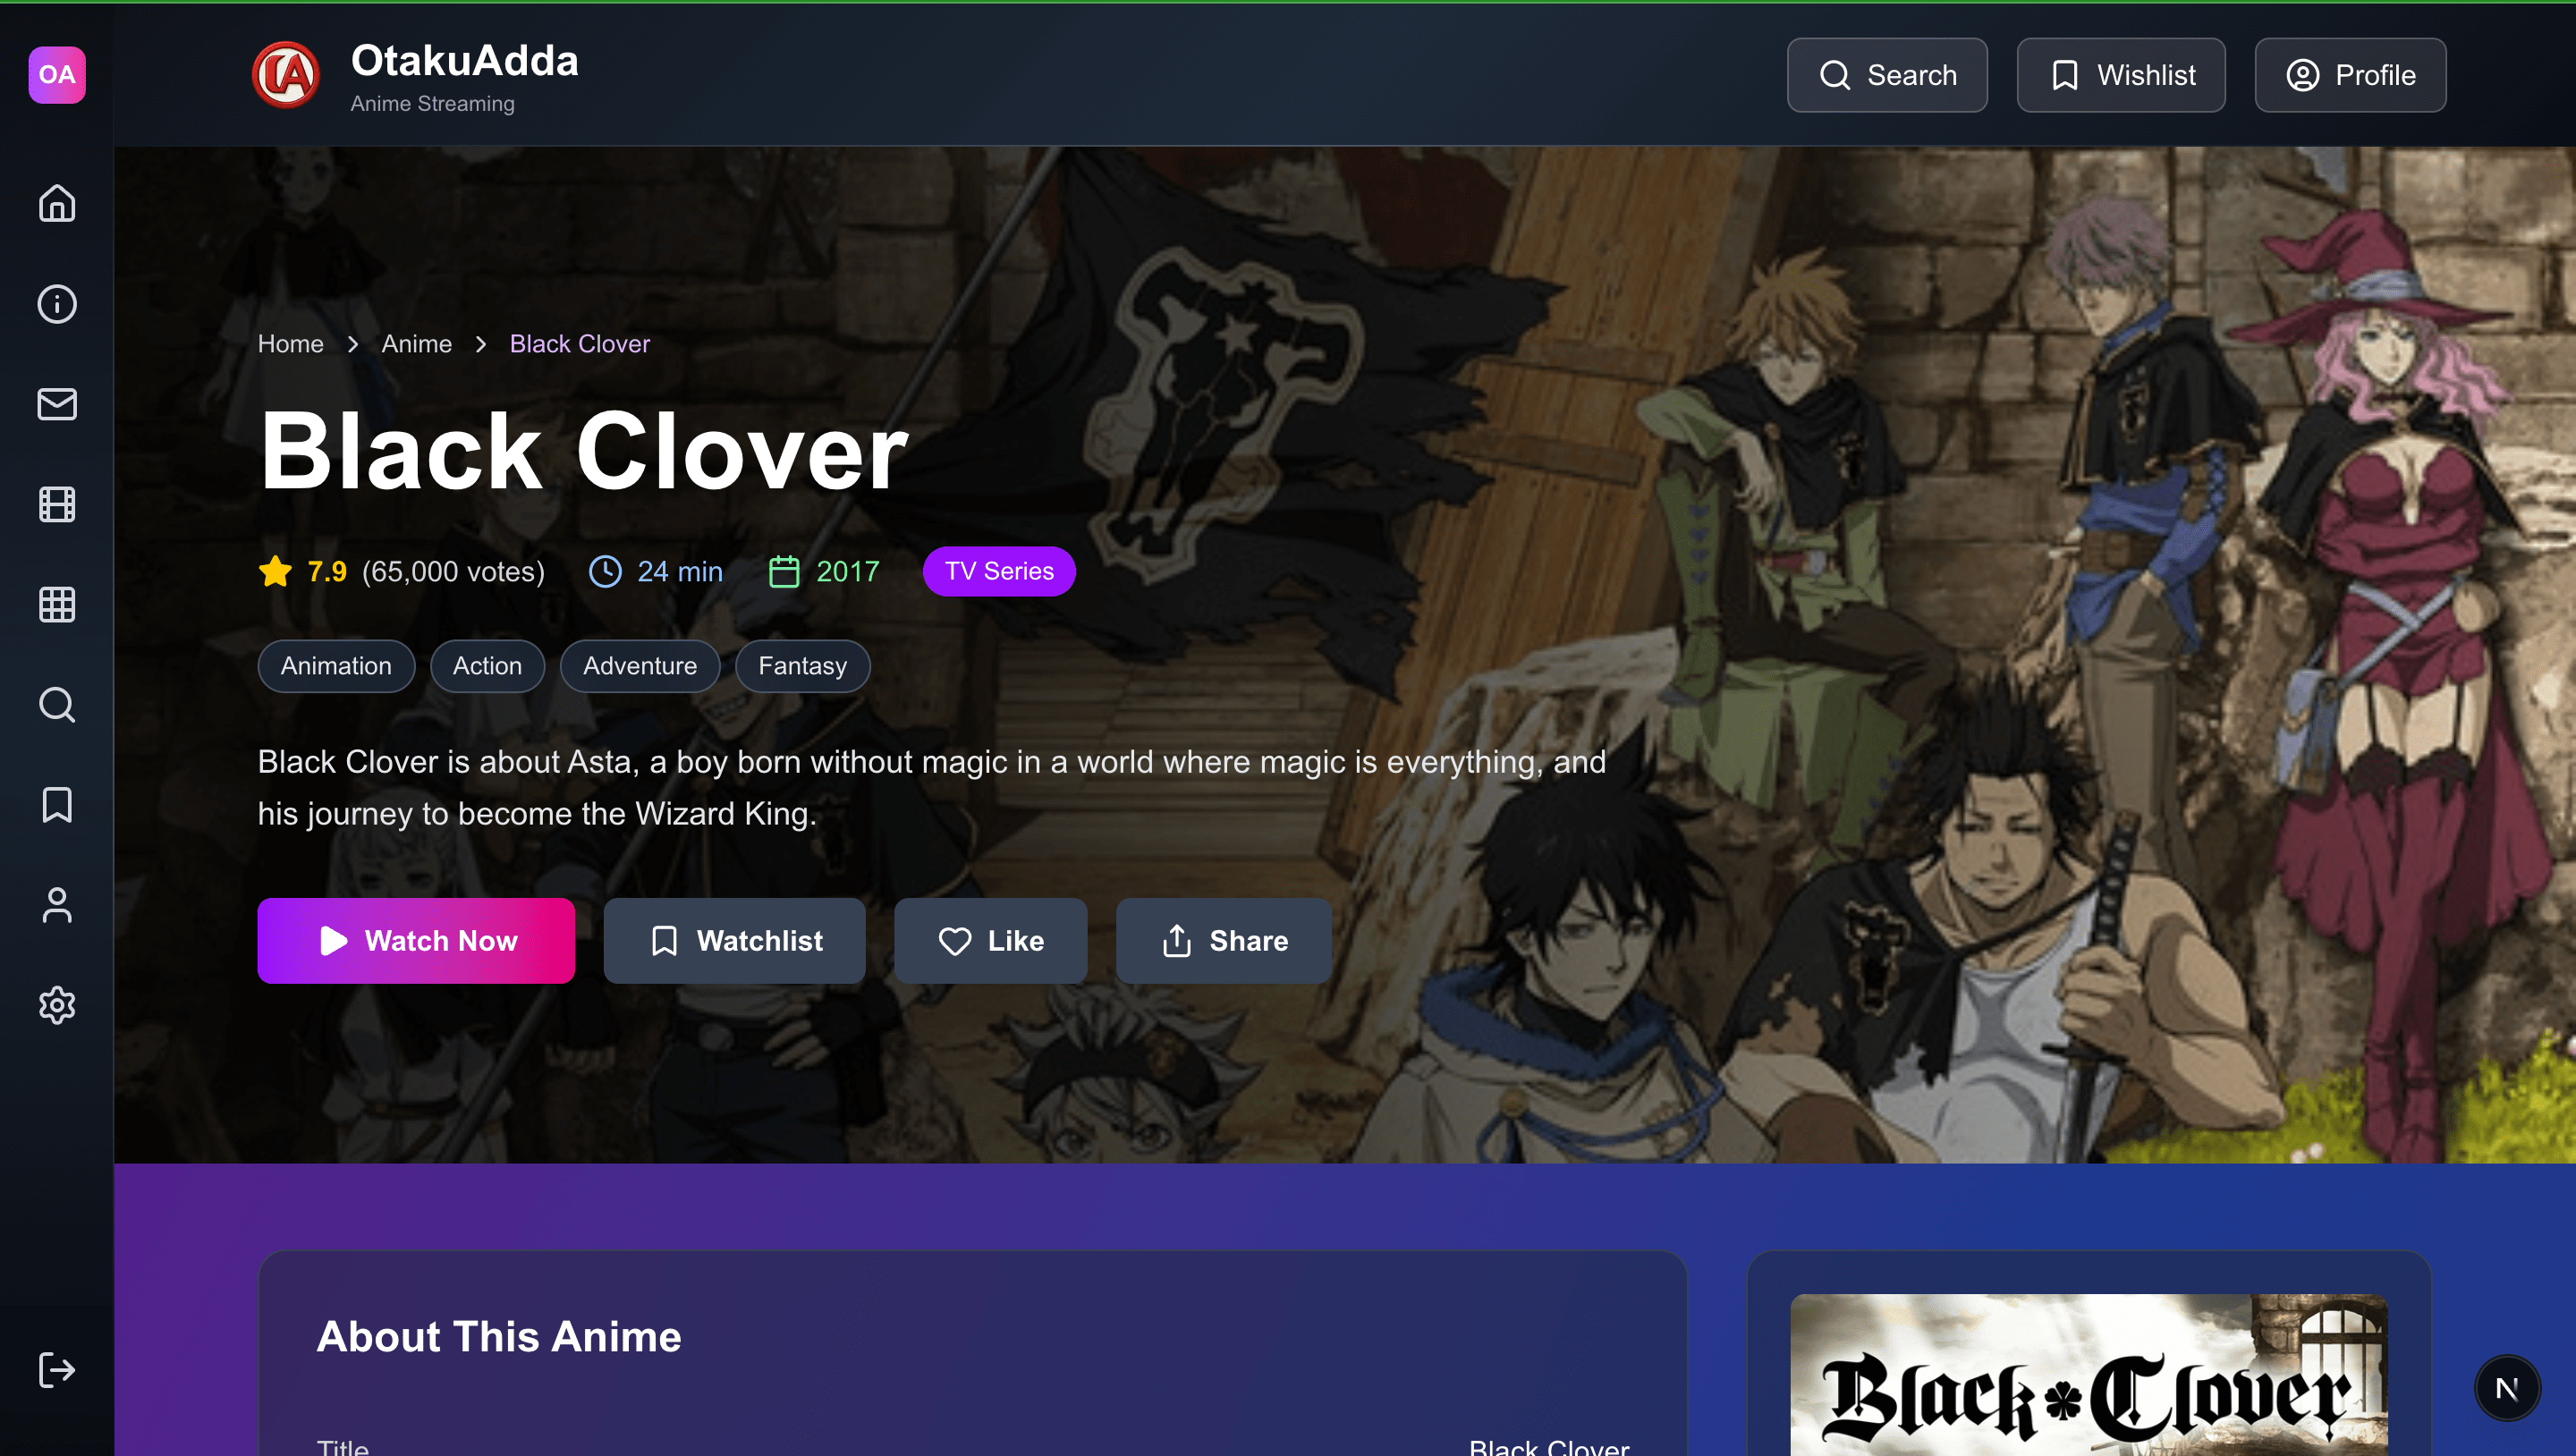 OA
OtakuAdda
Anime Streaming
Search
Wishlist
Profile
Home > Anime > Black Clover
Black Clover
7.9 (65,000 votes) 24 min 2017 TV Series
Animation Action Adventure Fantasy
Black Clover is about Asta, a boy born without magic in a world where magic is everything, and
his journey to become the Wizard King.
Watch Now Watchlist Like Share
About This Anime
Title Black Clover
Black Clover
N